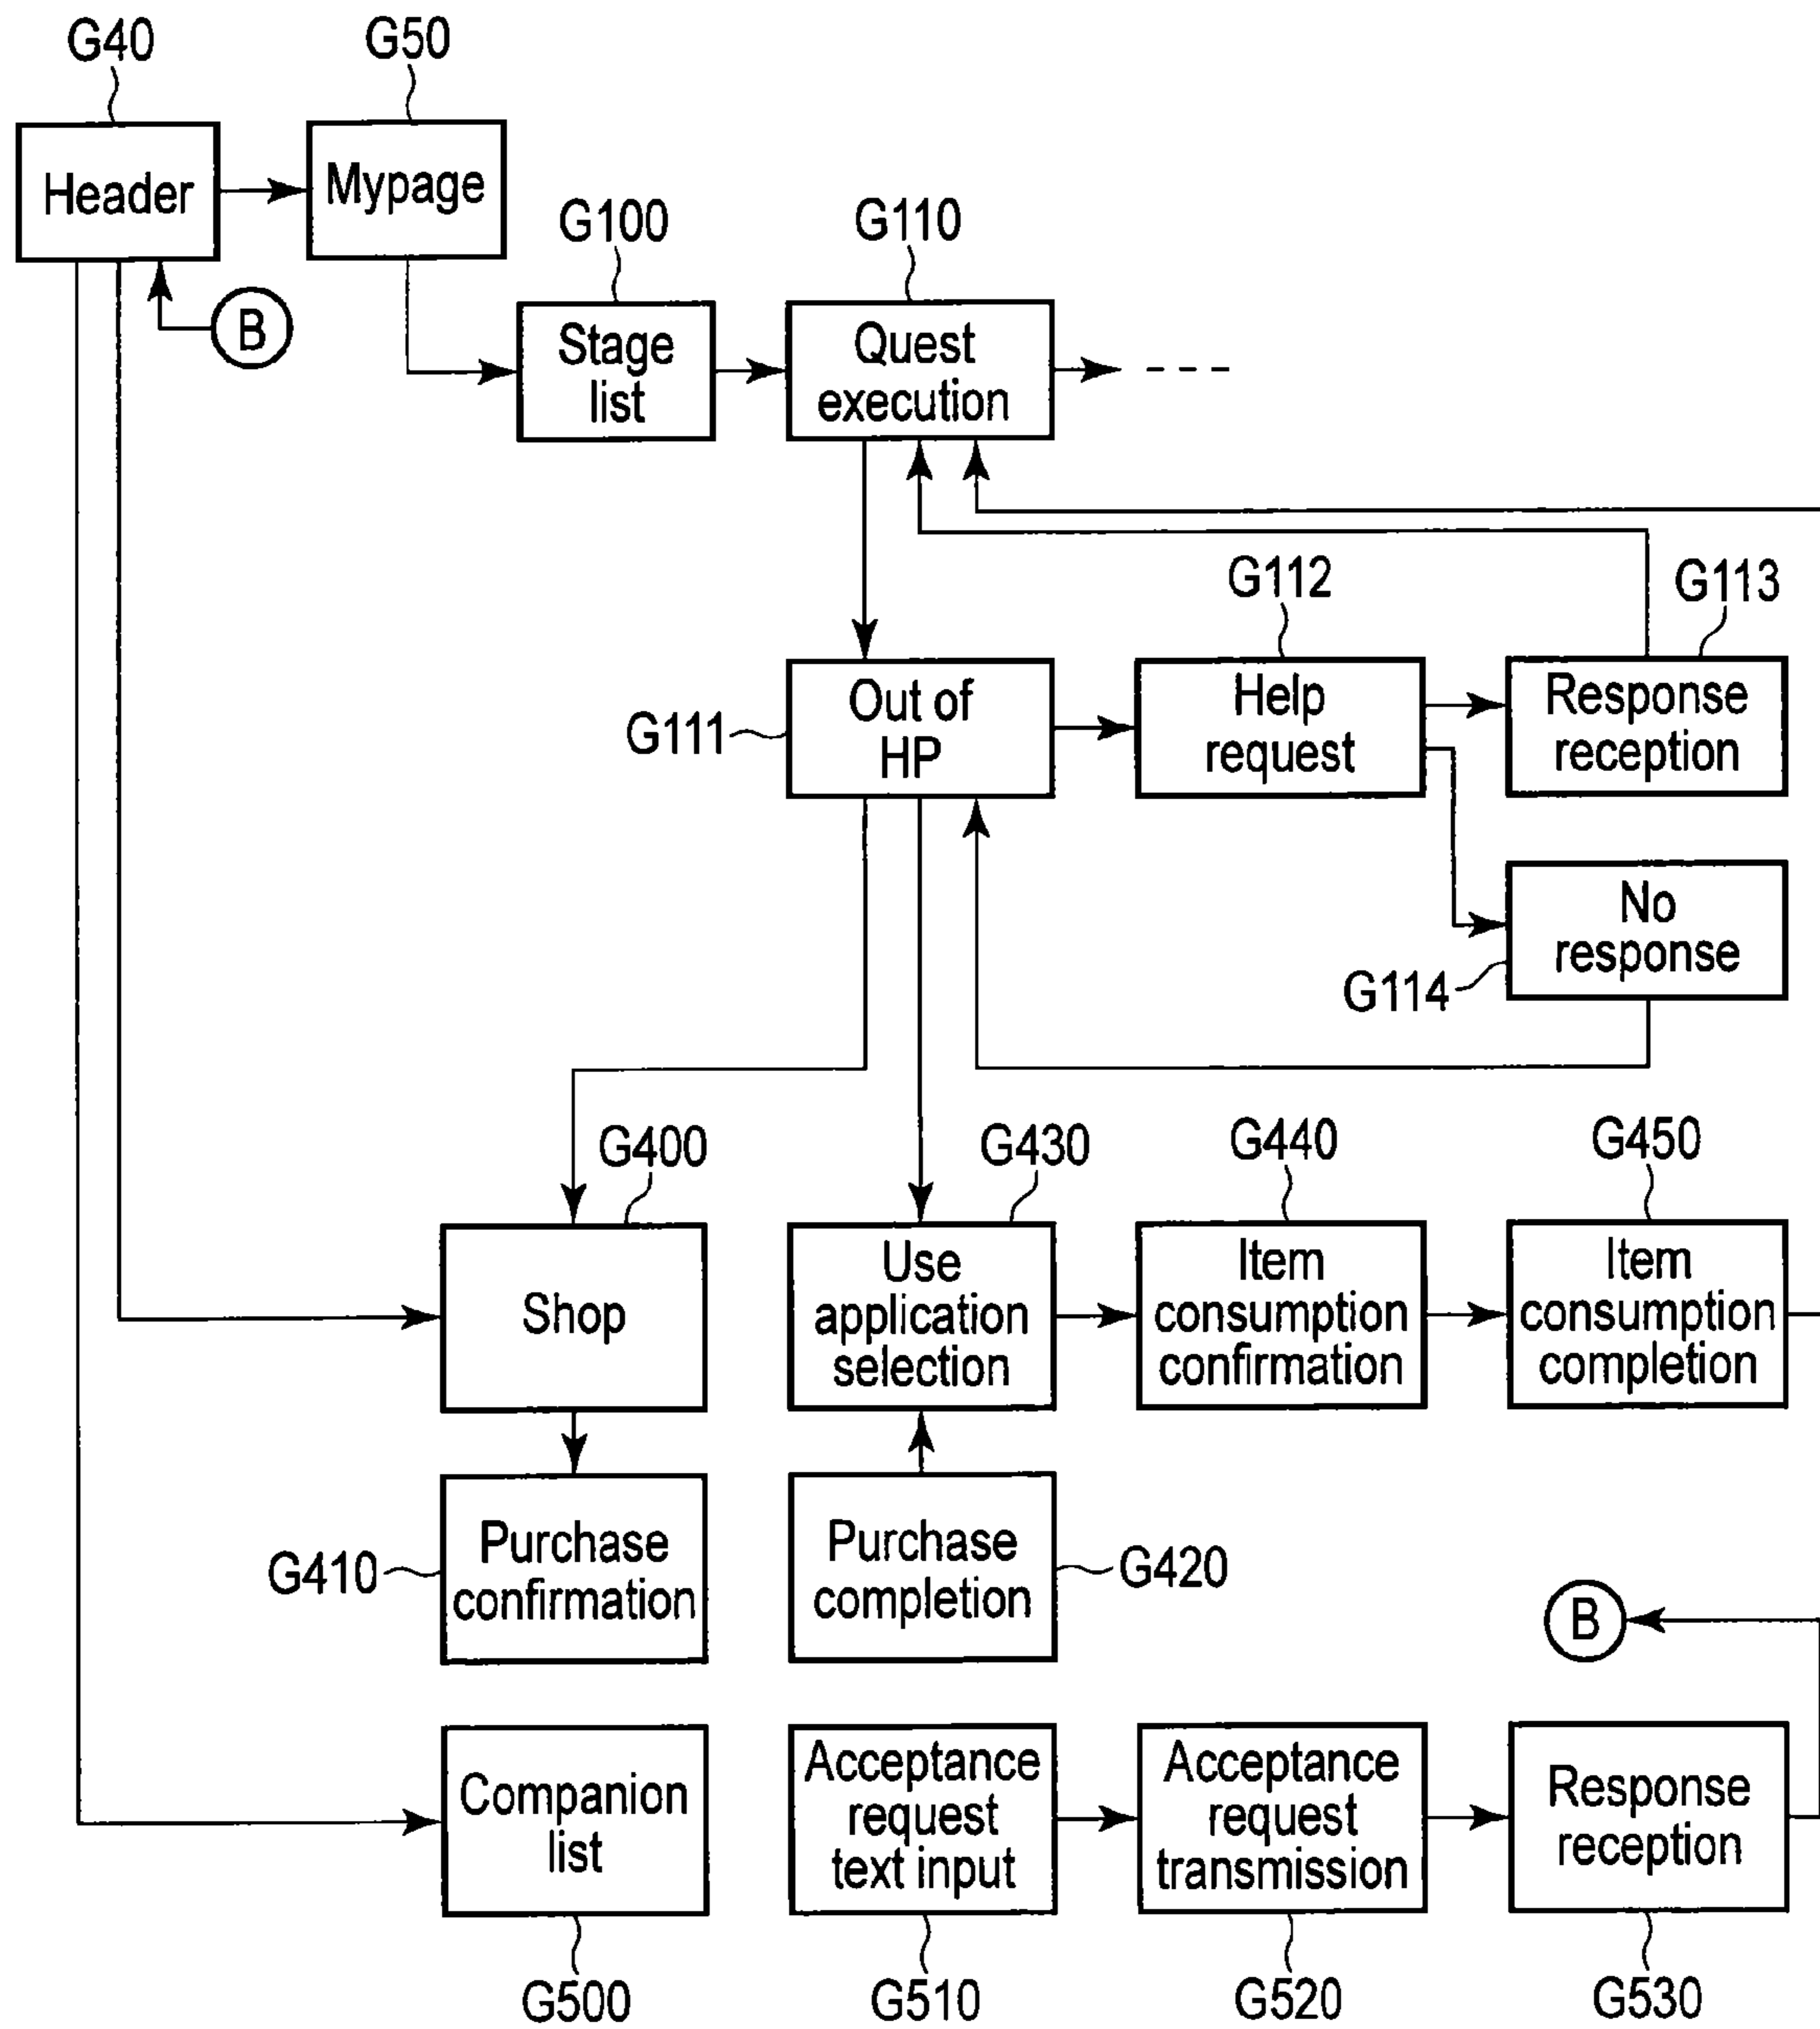 G40
G50
Header
Mypage
B
G100
G110
Stage
list
Quest
execution
G112
G113
G111
Out of
HP
Help
request
Response
reception
No
response
G114
G400
G430
G440
G450
Shop
Use
application
selection
Item
consumption
confirmation
Item
consumption
completion
G410
Purchase
confirmation
Purchase
completion
G420
B
Companion
list
Acceptance
request
text input
Acceptance
request
transmission
Response
reception
G500
G510
G520
G530